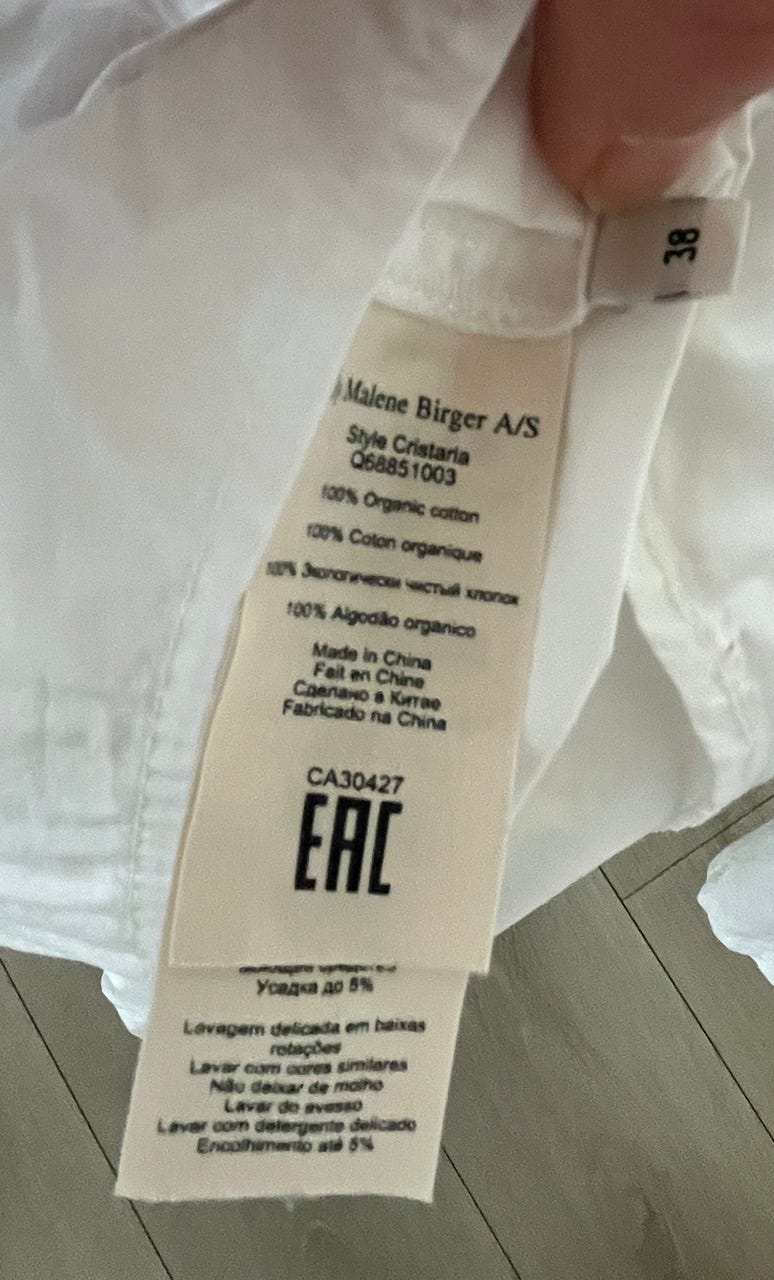 38
Malene Birger A/S
Style Cristaria
Q68851003
100% Organic cotton
100% Coton organique
100% Экологически чистый хлопок
100% Algodão organico
Made in China
Fait en Chine
Сделано в Китае
Fabricado na China
CA30427
EAC
Усадка до 5%
Lavagem delicada em baixas
rotações
Lavar com cores similares
Não deixar de molho
Lavar do avesso
Lavar com detergente delicado
Encolhimento até 5%